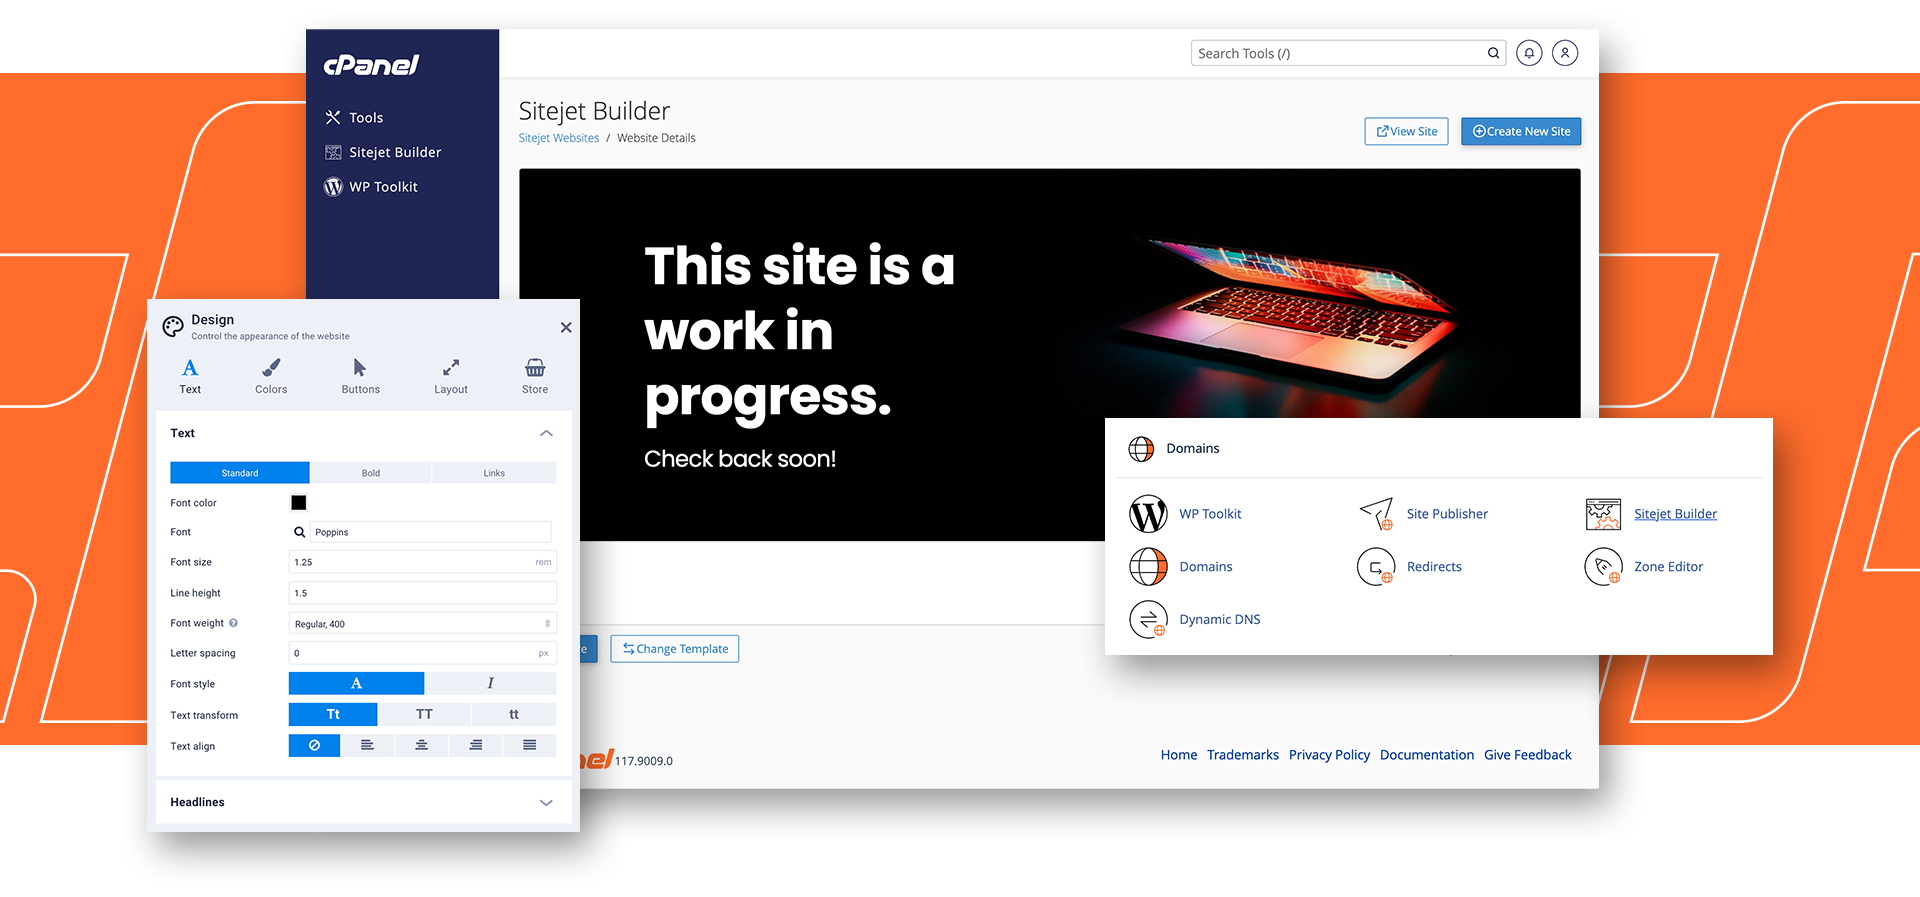 cPanel
Tools
Sitejet Builder
WP Toolkit
Search Tools (/)
Sitejet Builder
Sitejet Websites / Website Details
View Site
Create New Site
This site is a
work in
progress.
Check back soon!
Design
Control the appearance of the website
Text Colors Buttons Layout Store
Text
Standard Bold Links
Font color
Font Poppins
Font size 1.25 rem
Line height 1.5
Font weight Regular, 400
Letter spacing 0 px
Font style A I
Text transform Tt TT tt
Text align
Headlines
Domains
WP Toolkit Site Publisher Sitejet Builder
Domains Redirects Zone Editor
Dynamic DNS
Change Template
117.9009.0
Home Trademarks Privacy Policy Documentation Give Feedback